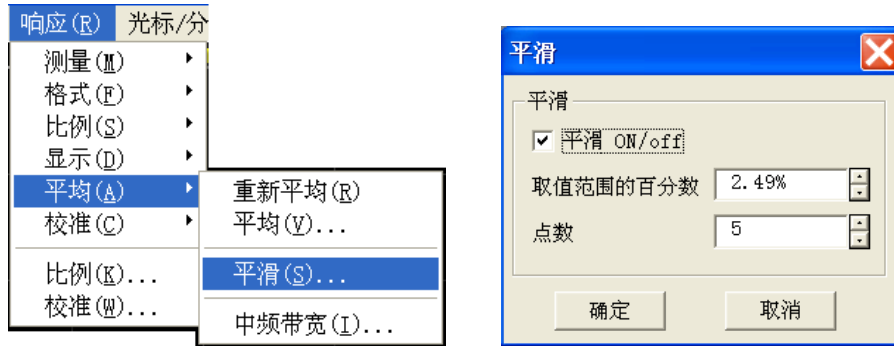 响应(R) 光标/分
测量(M)
格式(F)
比例(S)
显示(D)
平均(A)
校准(C)
比例(K)...
校准(W)...
重新平均(R)
平均(V)...
平滑(S)...
中频带宽(I)...
平滑
平滑
平滑 ON/off
取值范围的百分数 2.49%
点数 5
确定 取消